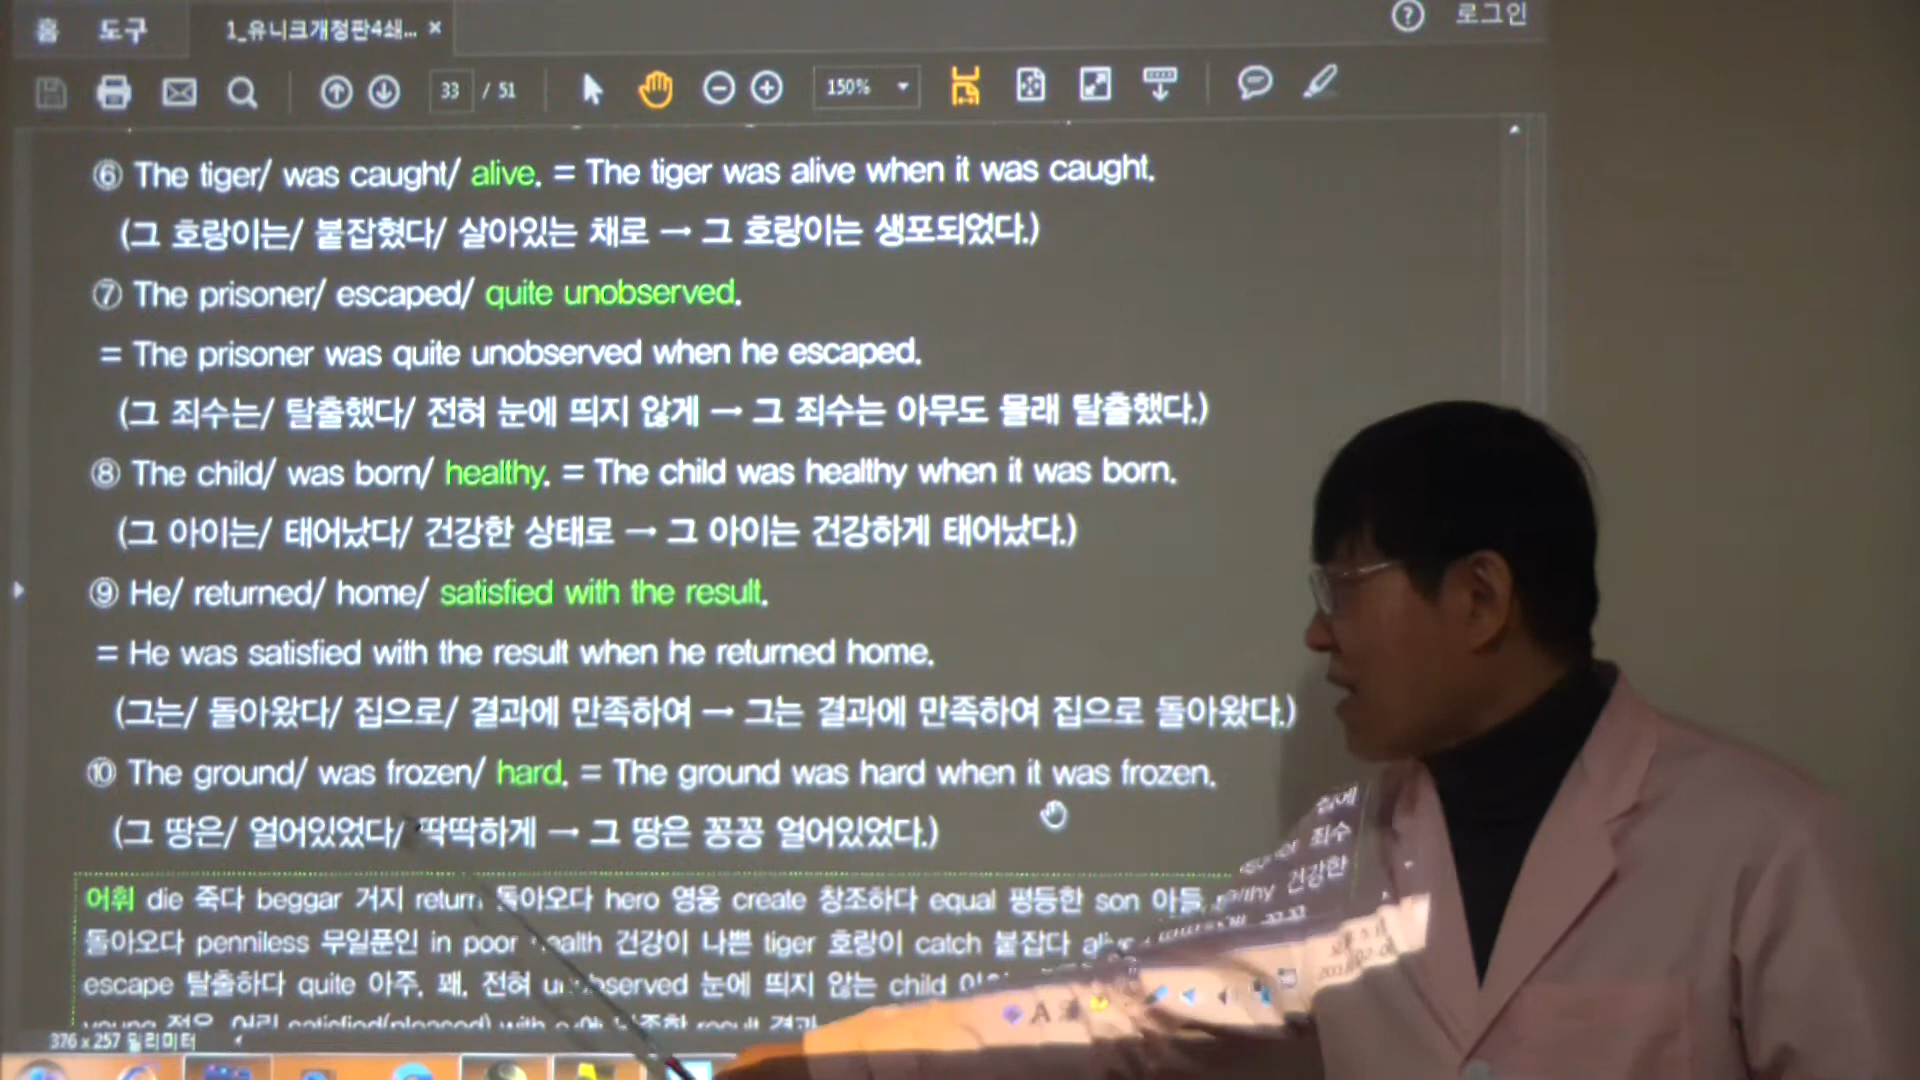 홈 도구 1_유니크개정판4쇄... × ? 로그인
33 / 51 150%
⑥ The tiger/ was caught/ alive. = The tiger was alive when it was caught.
(그 호랑이는/ 붙잡혔다/ 살아있는 채로 → 그 호랑이는 생포되었다.)
⑦ The prisoner/ escaped/ quite unobserved.
= The prisoner was quite unobserved when he escaped.
(그 죄수는/ 탈출했다/ 전혀 눈에 띄지 않게 → 그 죄수는 아무도 몰래 탈출했다.)
⑧ The child/ was born/ healthy. = The child was healthy when it was born.
(그 아이는/ 태어났다/ 건강한 상태로 → 그 아이는 건강하게 태어났다.)
⑨ He/ returned/ home/ satisfied with the result.
= He was satisfied with the result when he returned home.
(그는/ 돌아왔다/ 집으로/ 결과에 만족하여 → 그는 결과에 만족하여 집으로 돌아왔다.)
⑩ The ground/ was frozen/ hard. = The ground was hard when it was frozen.
(그 땅은/ 얼어있었다/ 딱딱하게 → 그 땅은 꽁꽁 얼어있었다.)
어휘 die 죽다 beggar 거지 return 돌아오다 hero 영웅 create 창조하다 equal 평등한 son 아들
돌아오다 penniless 무일푼인 in poor health 건강이 나쁜 tiger 호랑이 catch 붙잡다
escape 탈출하다 quite 아주, 꽤, 전혀 unobserved 눈에 띄지 않는 child
young 젊은, 어린 satisfied(pleased) with result 결과
376 x 257 밀리미터
죄수
건강한
A